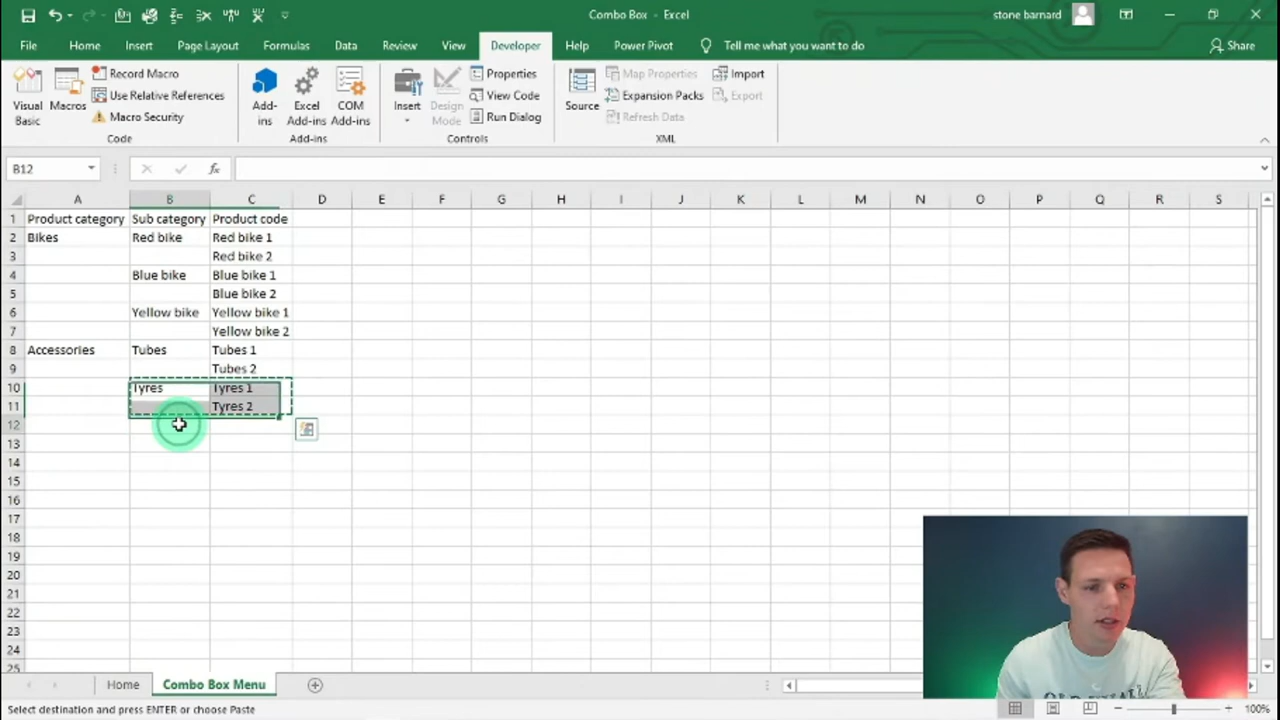 Combo Box - Excel
stone barnard
File Home Insert Page Layout Formulas Data Review View Developer Help Power Pivot Tell me what you want to do Share
Visual Basic
Macros
Record Macro
Use Relative References
Macro Security
Code
Add-ins
Excel Add-ins
COM Add-ins
Add-ins
Insert
Design Mode
Properties
View Code
Run Dialog
Controls
Source
Map Properties
Expansion Packs
Refresh Data
Import
Export
XML
B12
fx
A B C D E F G H I J K L M N O P Q R S
1 Product category Sub category Product code
2 Bikes Red bike Red bike 1
3 Red bike 2
4 Blue bike Blue bike 1
5 Blue bike 2
6 Yellow bike Yellow bike 1
7 Yellow bike 2
8 Accessories Tubes Tubes 1
9 Tubes 2
10 Tyres Tyres 1
11 Tyres 2
12
13
14
15
16
17
18
19
20
21
22
23
24
25
Home Combo Box Menu
Select destination and press ENTER or choose Paste
100%